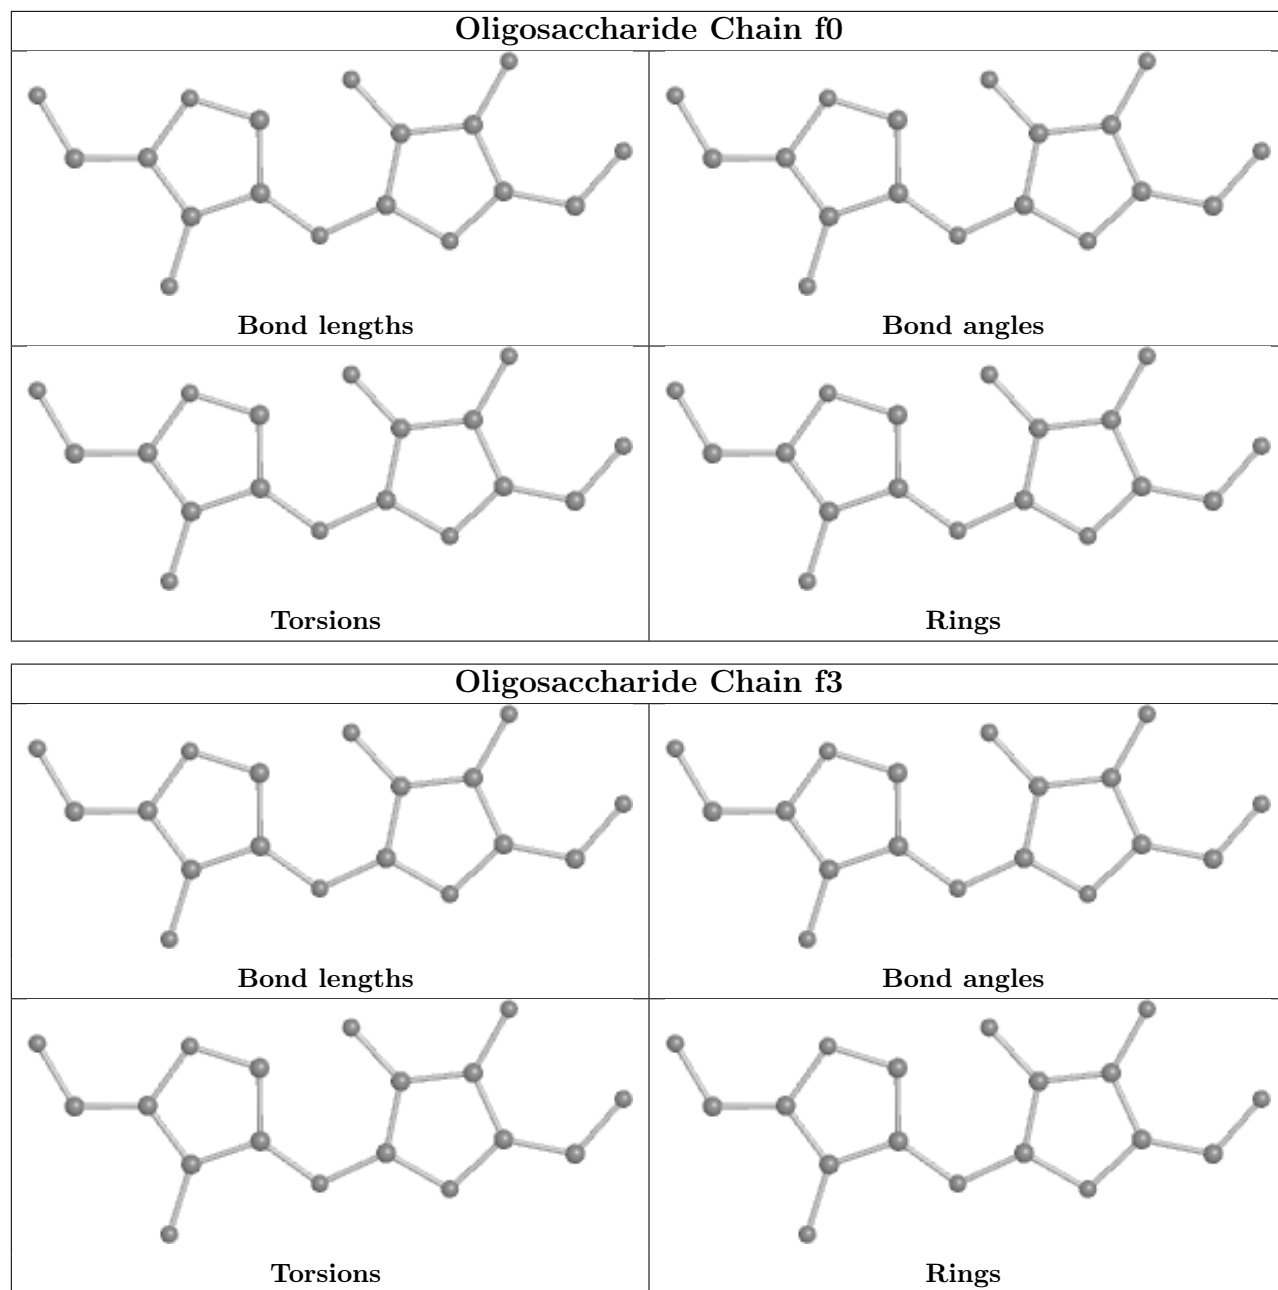 Oligosaccharide Chain f0
Bond lengths
Bond angles
Torsions
Rings
Oligosaccharide Chain f3
Bond lengths
Bond angles
Torsions
Rings